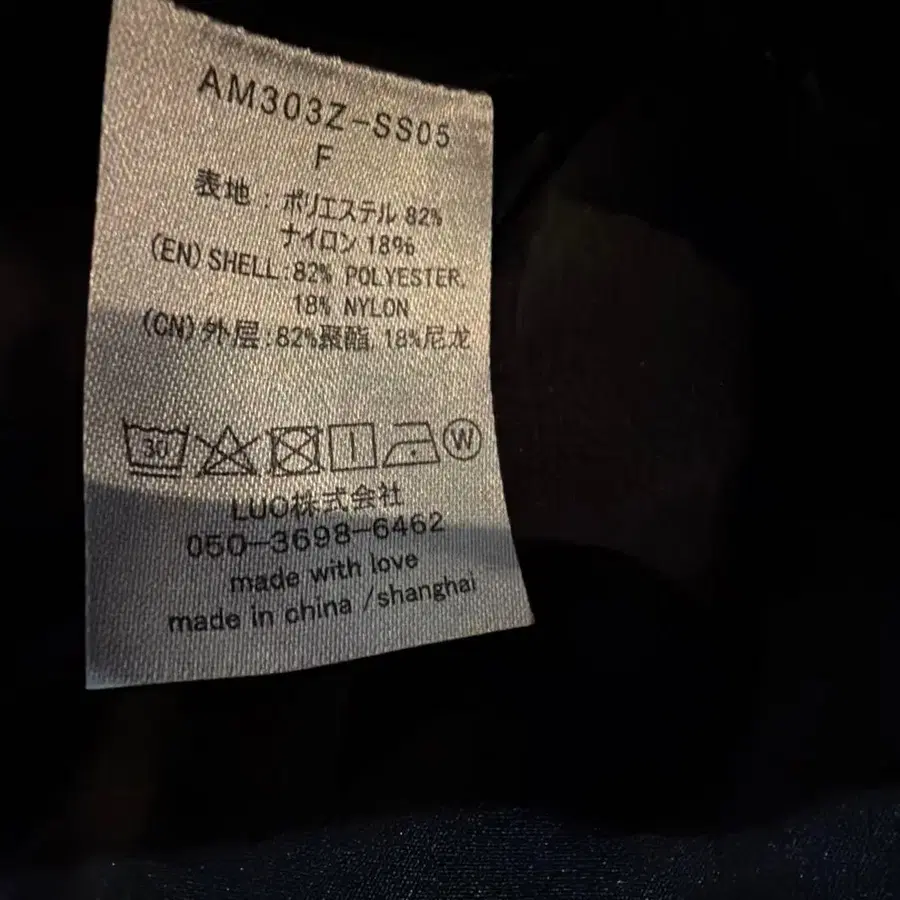 AM303Z-SS05
F
表地：ポリエステル 82%
ナイロン 18%
(EN) SHELL:82% POLYESTER,
18% NYLON
(CN) 外层:82%聚酯, 18%尼龙
30
W
LUO株式会社
050-3698-6462
made with love
made in china /shanghai